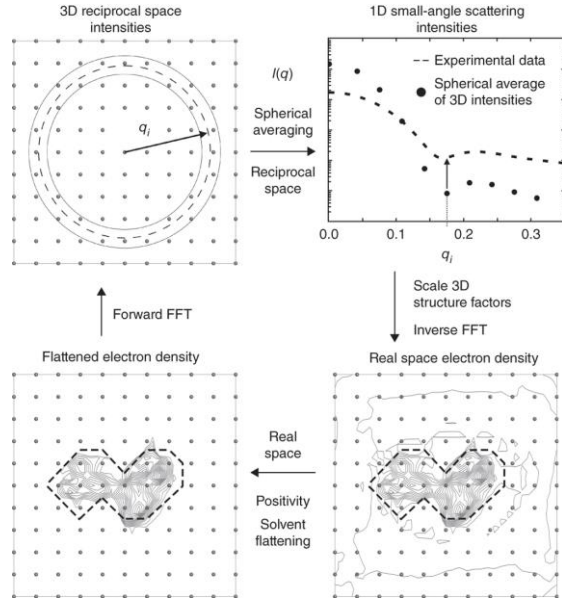 3D reciprocal space
intensities
q_i
Spherical
averaging
Reciprocal
space
1D small-angle scattering
intensities
I(q)
Experimental data
Spherical average
of 3D intensities
0.0
0.1
0.2
0.3
q_i
Scale 3D
structure factors
Inverse FFT
Real space electron density
Real
space
Positivity
Solvent
flattening
Flattened electron density
Forward FFT